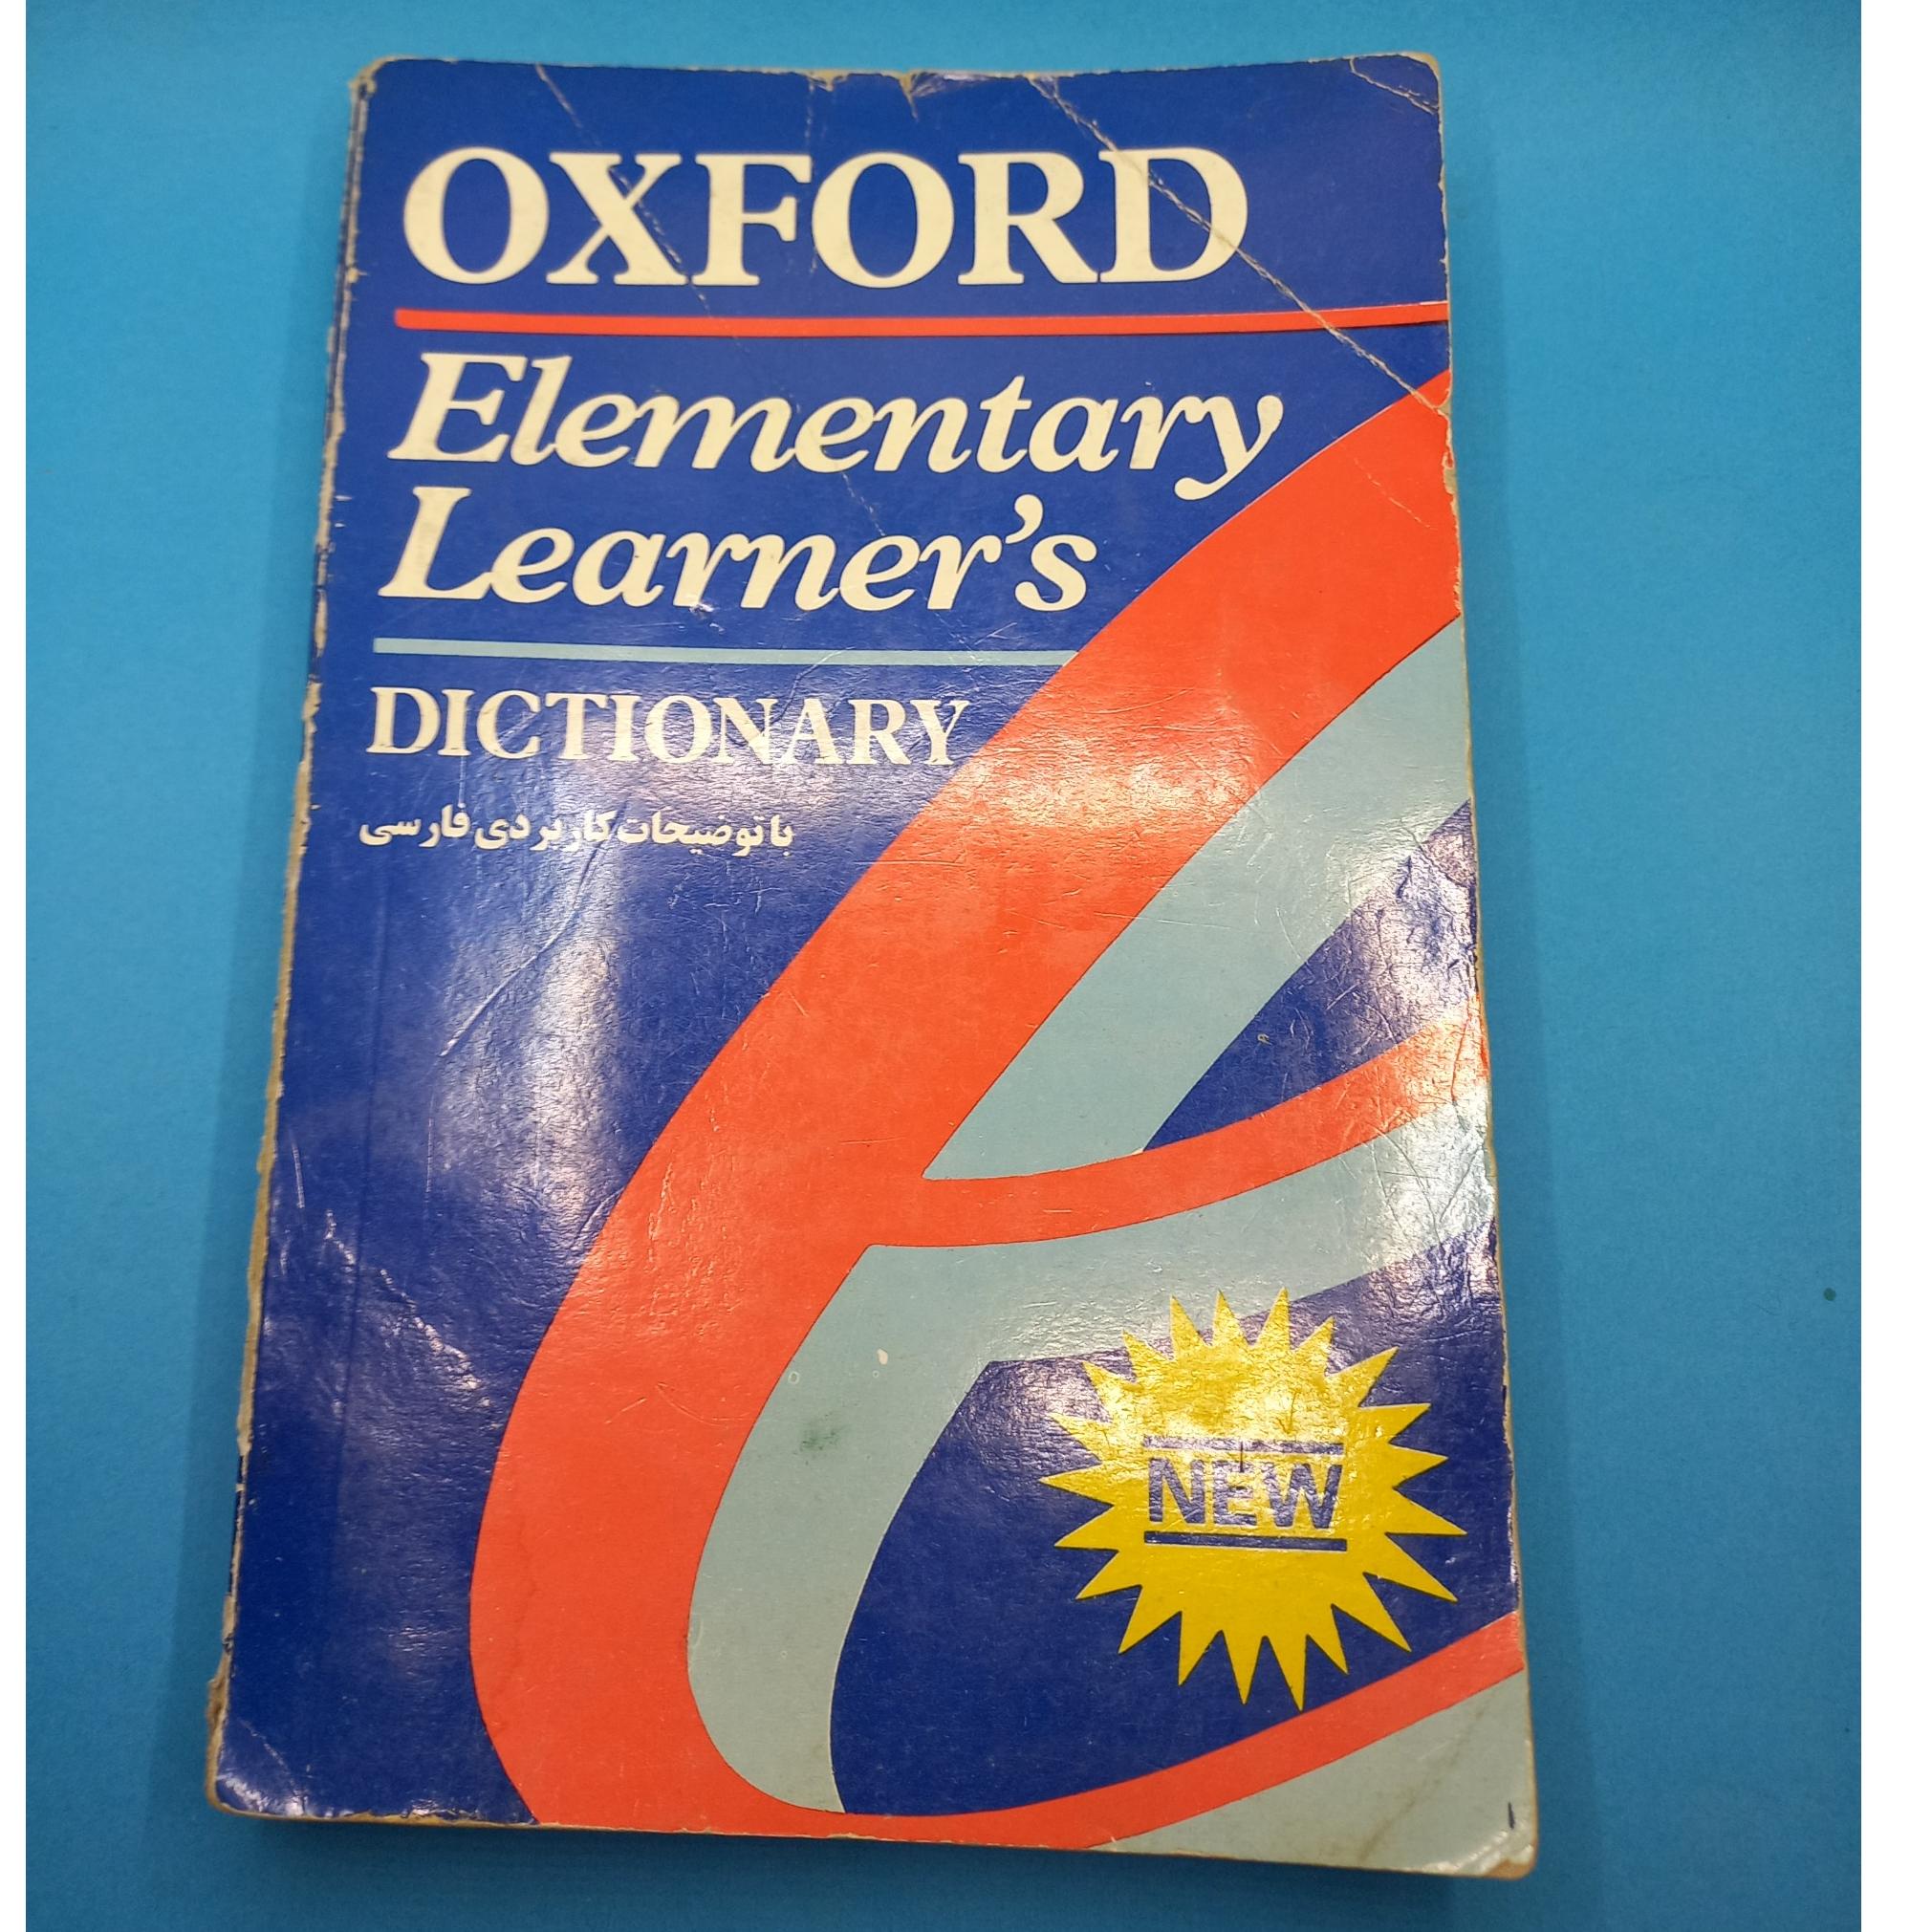 OXFORD
Elementary
Learner's
DICTIONARY
با توضیحات کاربردی فارسی
NEW